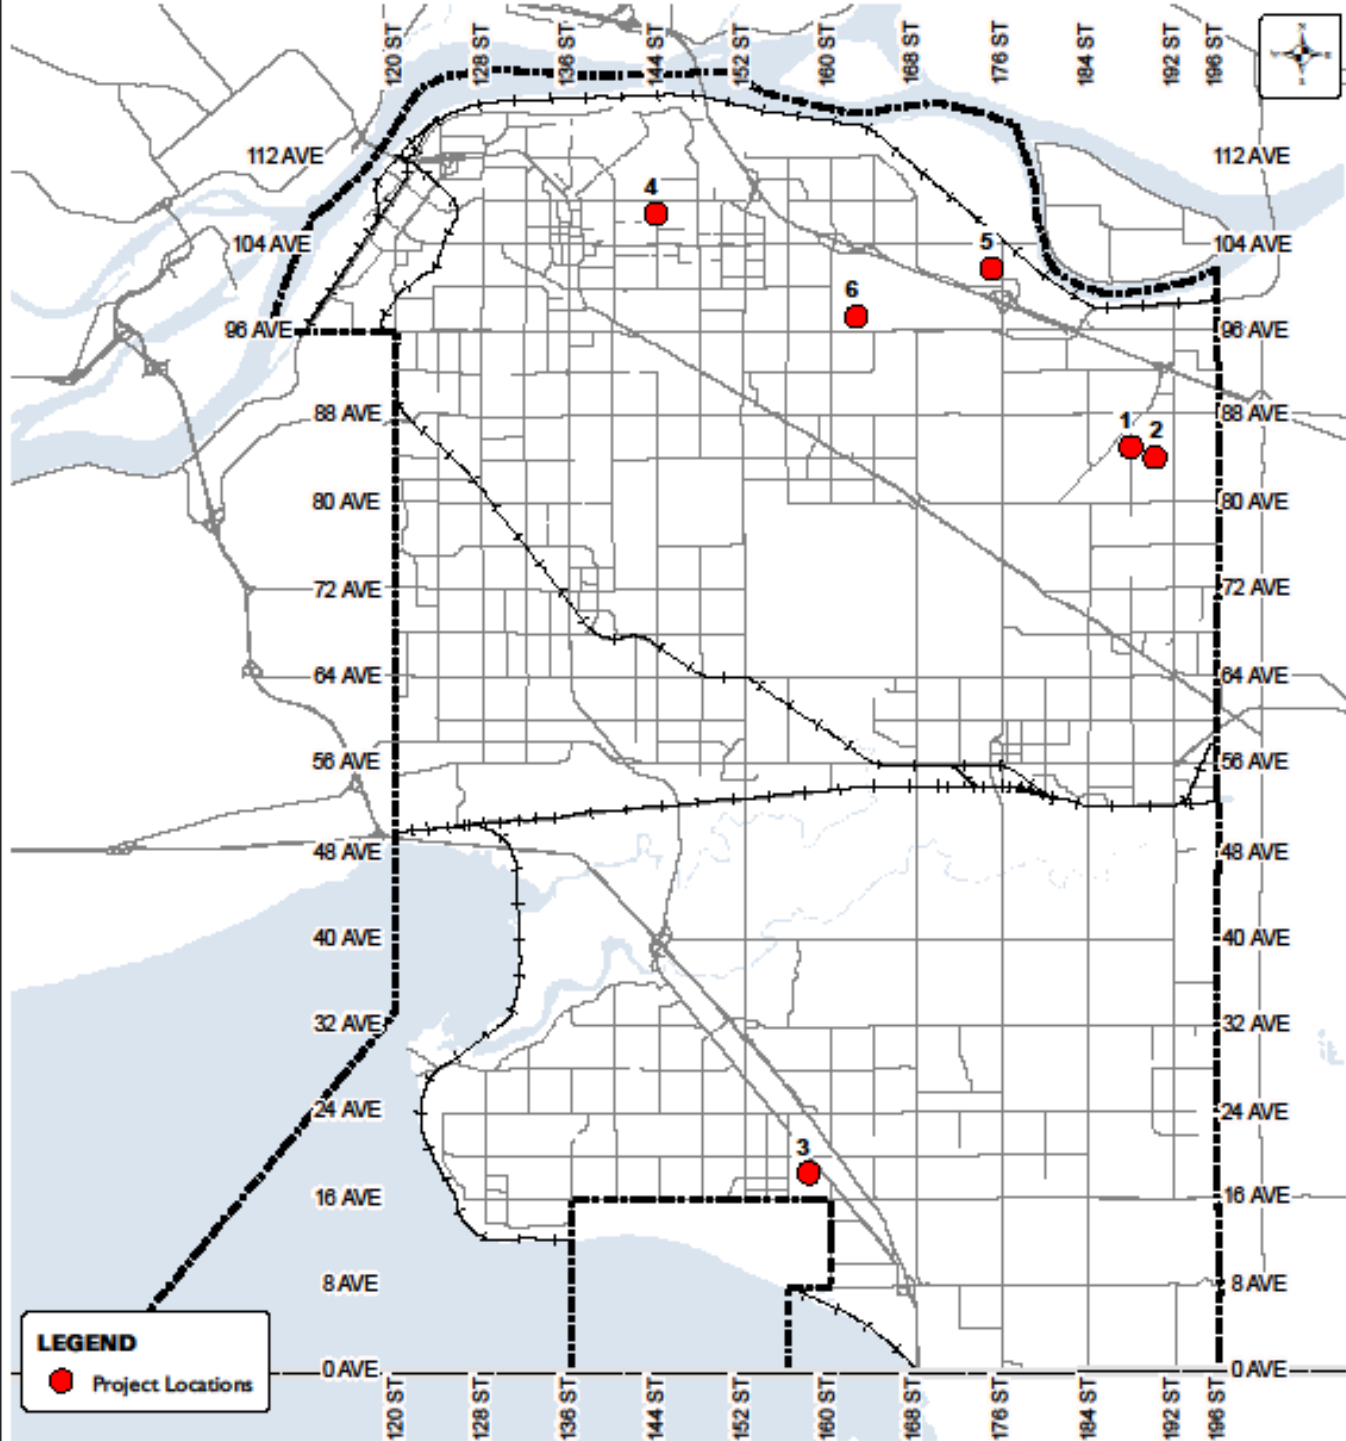 120 ST
128 ST
136 ST
144 ST
152 ST
160 ST
168 ST
176 ST
184 ST
192 ST
196 ST
112 AVE
112 AVE
4
104 AVE
5
104 AVE
6
96 AVE
96 AVE
88 AVE
1
2
88 AVE
80 AVE
80 AVE
72 AVE
72 AVE
64 AVE
64 AVE
56 AVE
56 AVE
48 AVE
48 AVE
40 AVE
40 AVE
32 AVE
32 AVE
24 AVE
24 AVE
3
16 AVE
16 AVE
8 AVE
8 AVE
LEGEND
Project Locations
0 AVE
0 AVE
120 ST
128 ST
136 ST
144 ST
152 ST
160 ST
168 ST
176 ST
184 ST
192 ST
196 ST